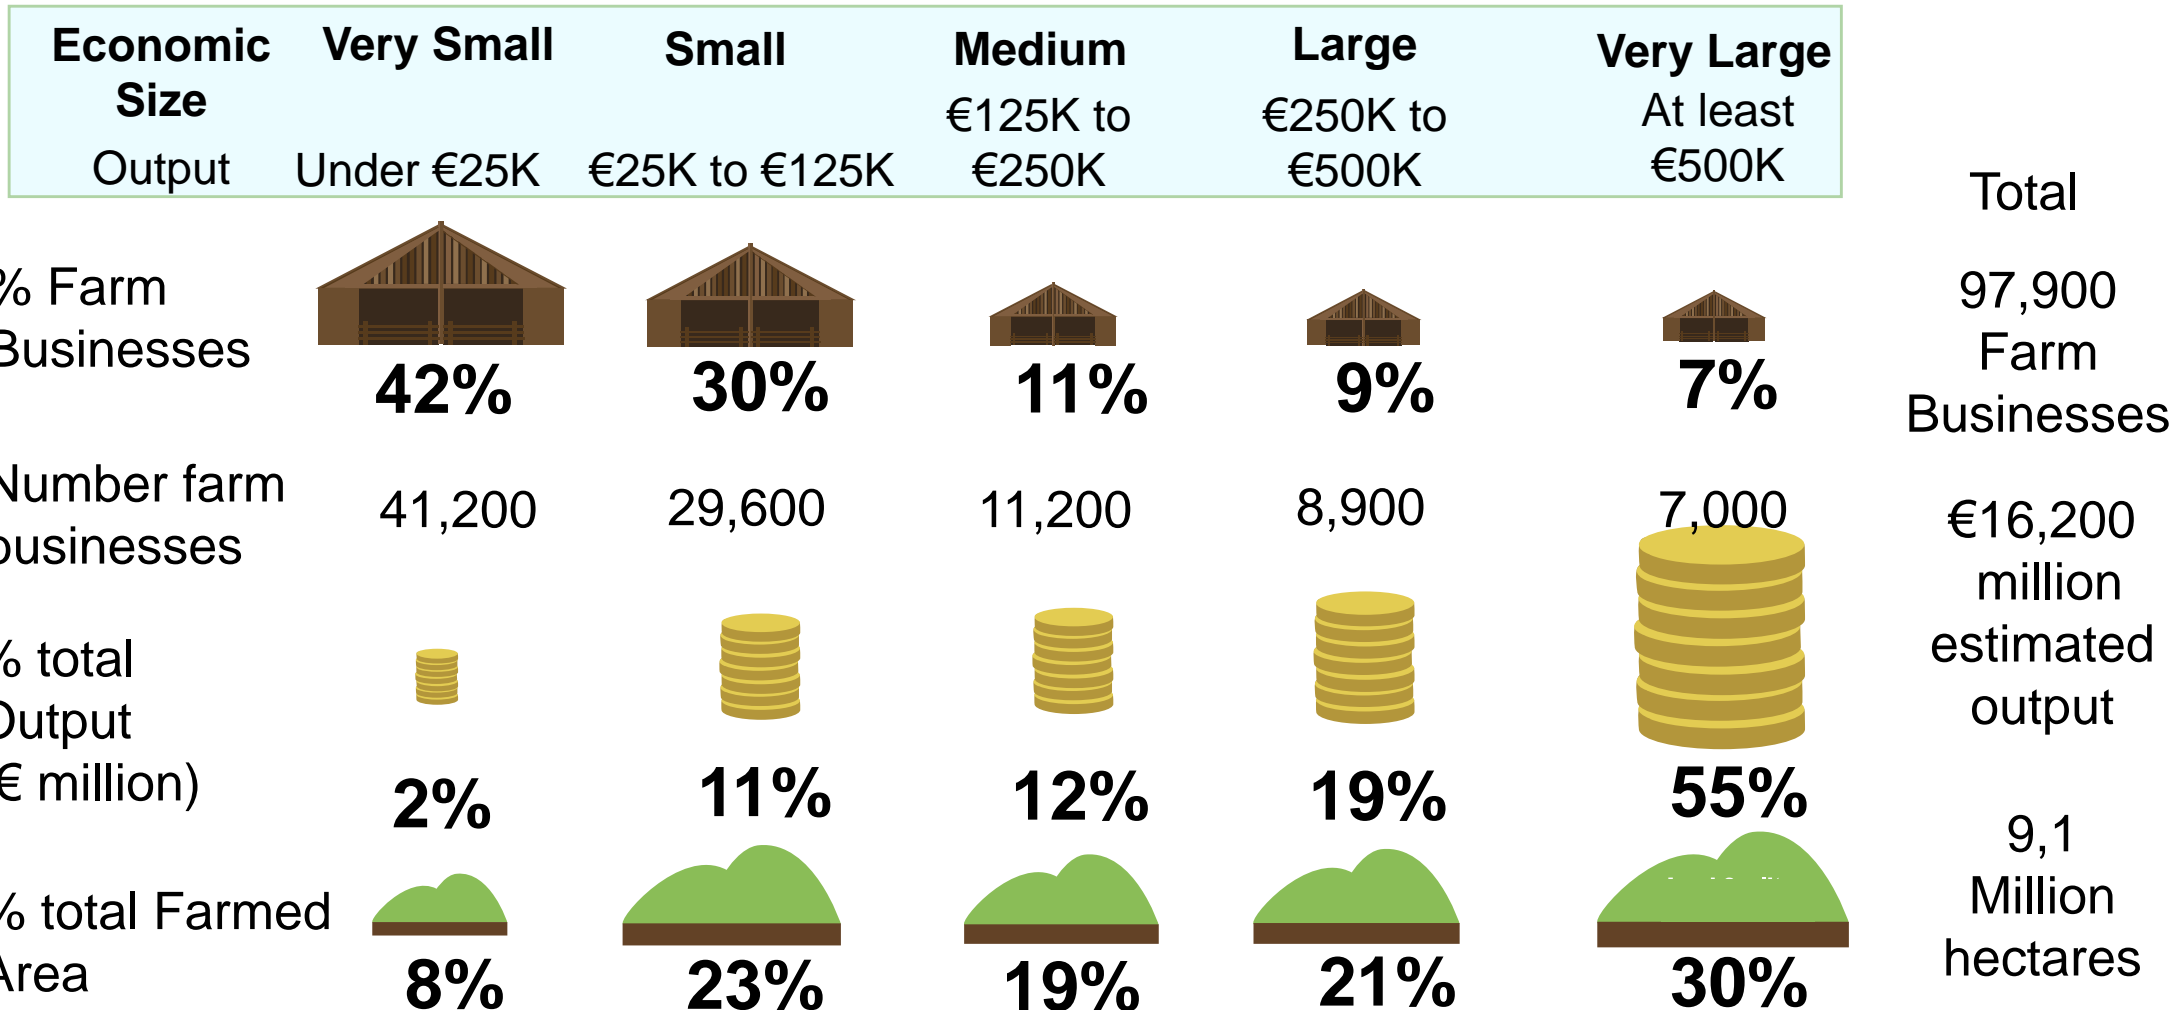 Economic Size
Very Small
Small
Medium
Large
Very Large
Output
Under €25K
€25K to €125K
€125K to
€250K
€250K to
€500K
At least
€500K
Total
% Farm
Businesses
42%
30%
11%
9%
7%
97,900
Farm
Businesses
Number farm
businesses
41,200
29,600
11,200
8,900
7,000
€16,200
million
estimated
output
% total
Output
(€ million)
2%
11%
12%
19%
55%
% total Farmed
Area
8%
23%
19%
21%
30%
9,1
Million
hectares